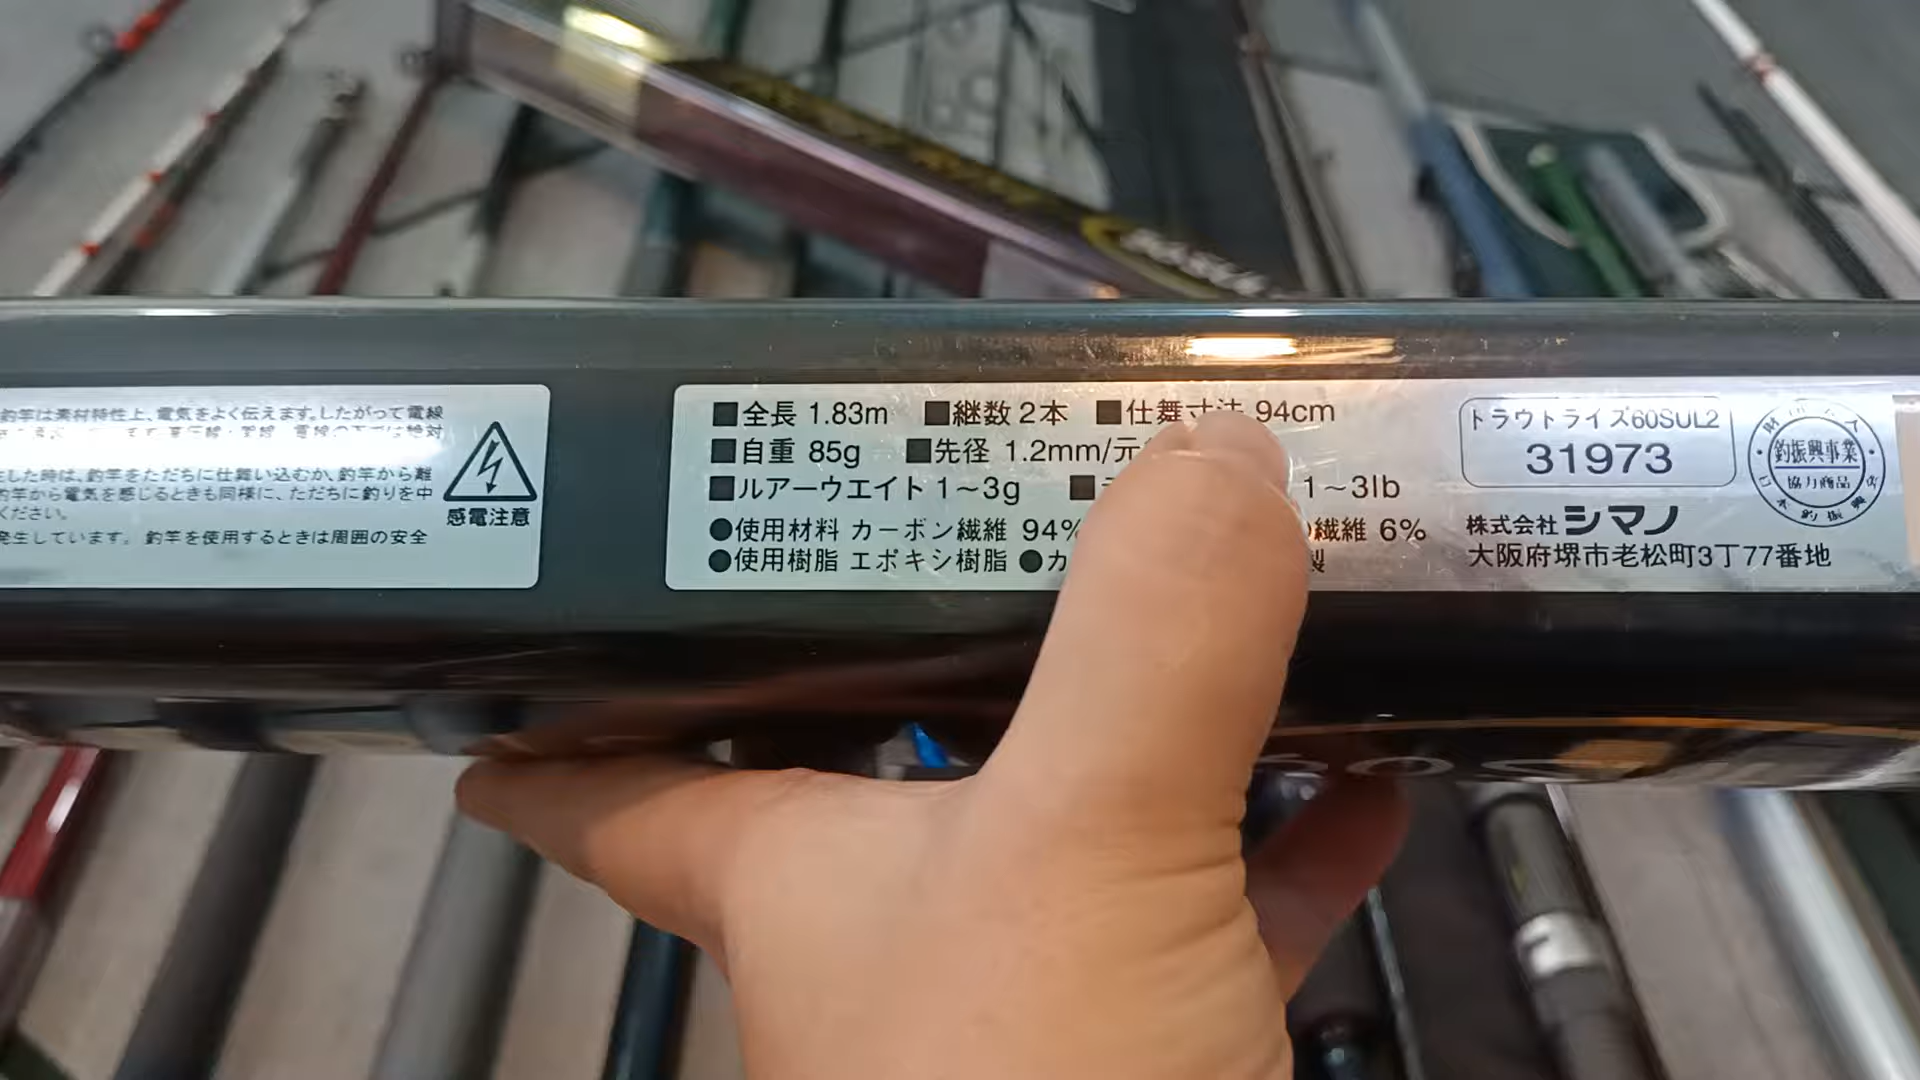 釣竿は素材特性上、電気をよく伝えます。したがって電線
した時は、釣竿をただちに仕舞い込むか、釣竿から離
釣竿から電気を感じるときも同様に、ただちに釣りを中
ください。
発生しています。 釣竿を使用するときは周囲の安全
感電注意
■全長 1.83m ■継数 2本 ■仕舞寸法 94cm
■自重 85g ■先径 1.2mm/元
■ルアーウエイト 1~3g ■ 1~3lb
●使用材料 カーボン繊維 94% 繊維 6%
●使用樹脂 エポキシ樹脂 ●カ 製
トラウトライズ60SUL2
31973
株式会社シマノ
大阪府堺市老松町3丁77番地
釣振興事業
協力商品